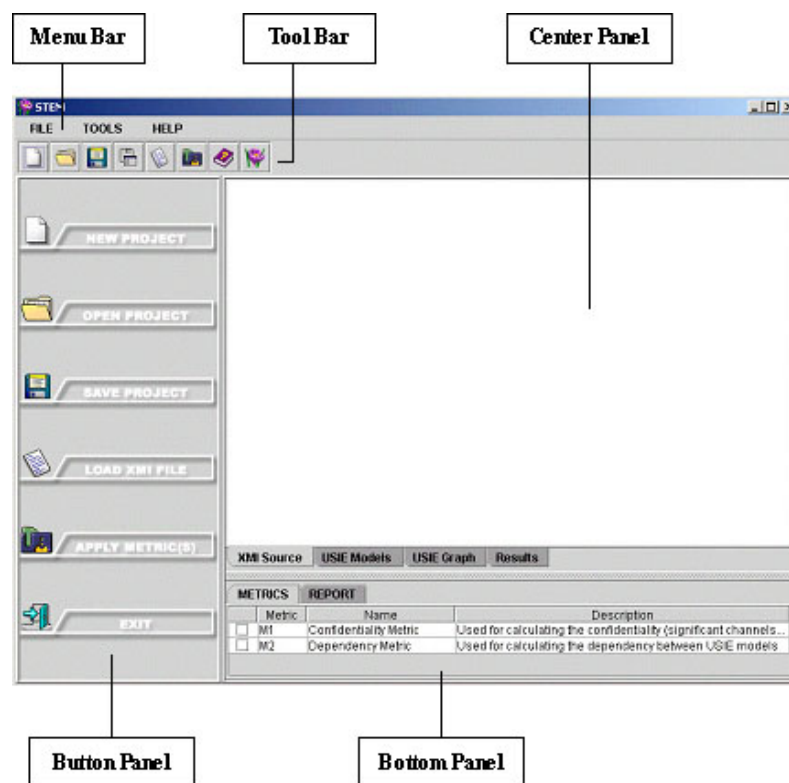 Menu Bar
Tool Bar
Center Panel
STEM
FILE TOOLS HELP
NEW PROJECT
OPEN PROJECT
SAVE PROJECT
LOAD XMI FILE
APPLY METRIC(S)
EXIT
XMI Source USIE Models USIE Graph Results
METRICS REPORT
Metric Name Description
M1 Confidentiality Metric Used for calculating the confidentiality (significant channels...
M2 Dependency Metric Used for calculating the dependency between USIE models
Button Panel
Bottom Panel